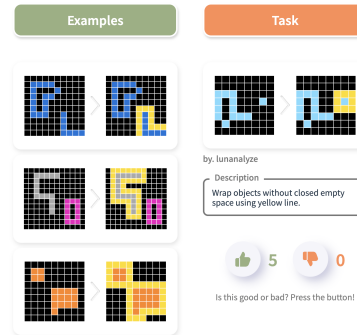 Examples
Task
by. lunanalyze
Description
Wrap objects without closed empty
space using yellow line.
5
0
Is this good or bad? Press the button!